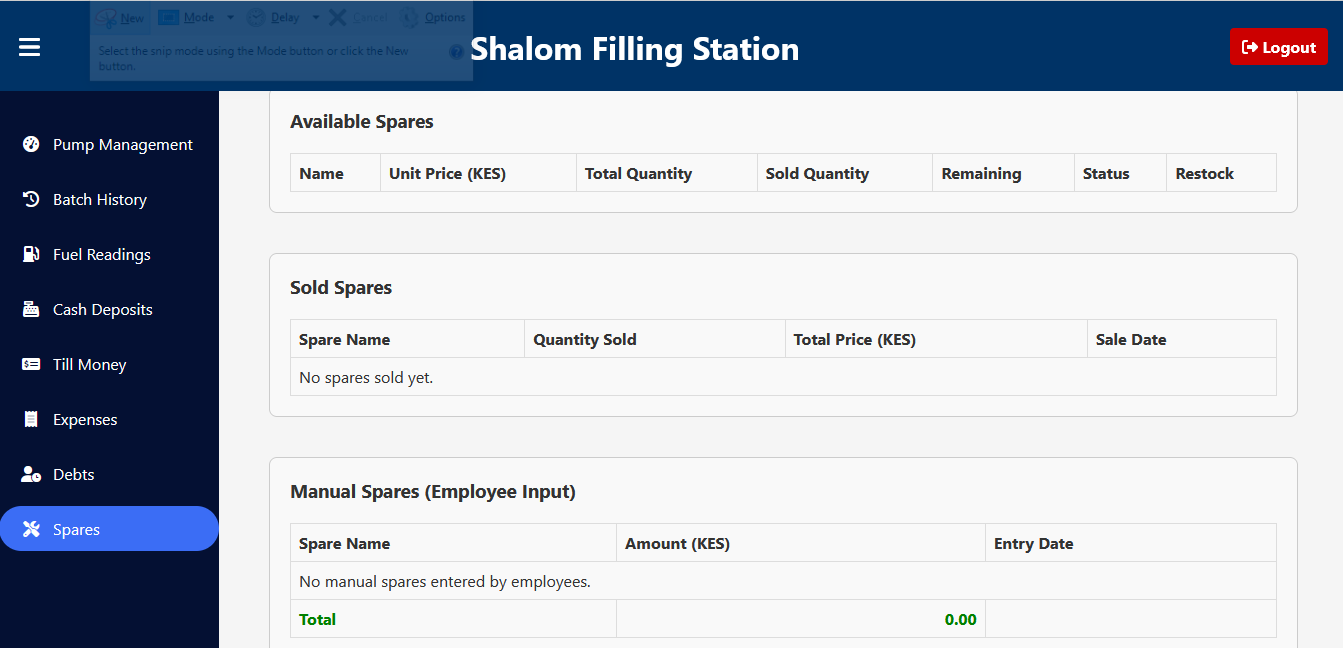 New Mode Delay Cancel Options
Select the snip mode using the Mode button or click the New
button.
Shalom Filling Station
Logout
Pump Management
Batch History
Fuel Readings
Cash Deposits
Till Money
Expenses
Debts
Spares
Available Spares
Name Unit Price (KES) Total Quantity Sold Quantity Remaining Status Restock
Sold Spares
Spare Name Quantity Sold Total Price (KES) Sale Date
No spares sold yet.
Manual Spares (Employee Input)
Spare Name Amount (KES) Entry Date
No manual spares entered by employees.
Total 0.00